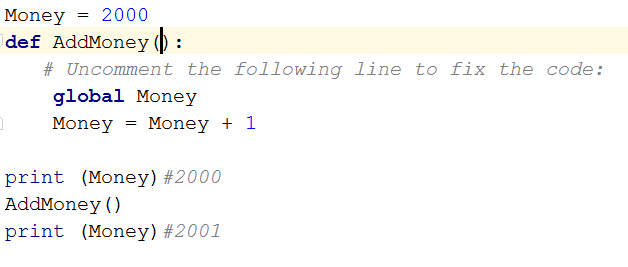 Money = 2000
def AddMoney():
# Uncomment the following line to fix the code:
global Money
Money = Money + 1
print (Money)#2000
AddMoney()
print (Money)#2001